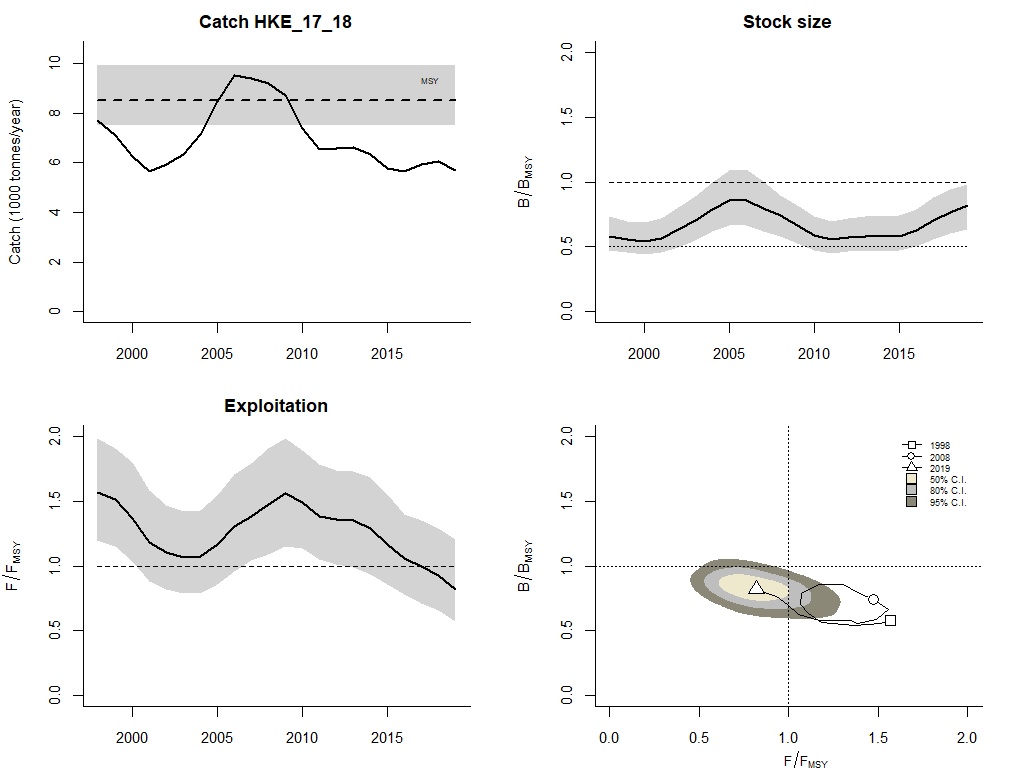 Catch HKE_17_18
Catch (1000 tonnes/year)
10
8
6
4
2
0
MSY
2000 2005 2010 2015
Stock size
B/BMSY
2.0
1.5
1.0
0.5
0.0
2000 2005 2010 2015
Exploitation
F/FMSY
2.0
1.5
1.0
0.5
0.0
2000 2005 2010 2015
B/BMSY
2.0
1.5
1.0
0.5
0.0
1998
2008
2019
50% C.I.
80% C.I.
95% C.I.
0.0 0.5 1.0 1.5 2.0
F/FMSY